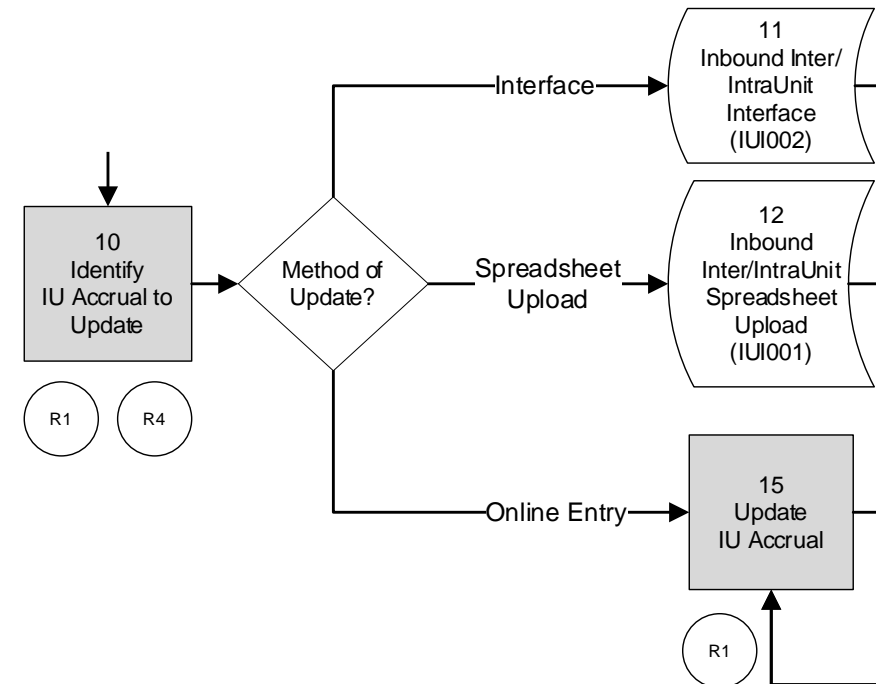 10
Identify
IU Accrual to
Update
R1
R4
Method of
Update?
Interface
11
Inbound Inter/
IntraUnit
Interface
(IUI002)
Spreadsheet
Upload
12
Inbound
Inter/IntraUnit
Spreadsheet
Upload
(IUI001)
Online Entry
15
Update
IU Accrual
R1